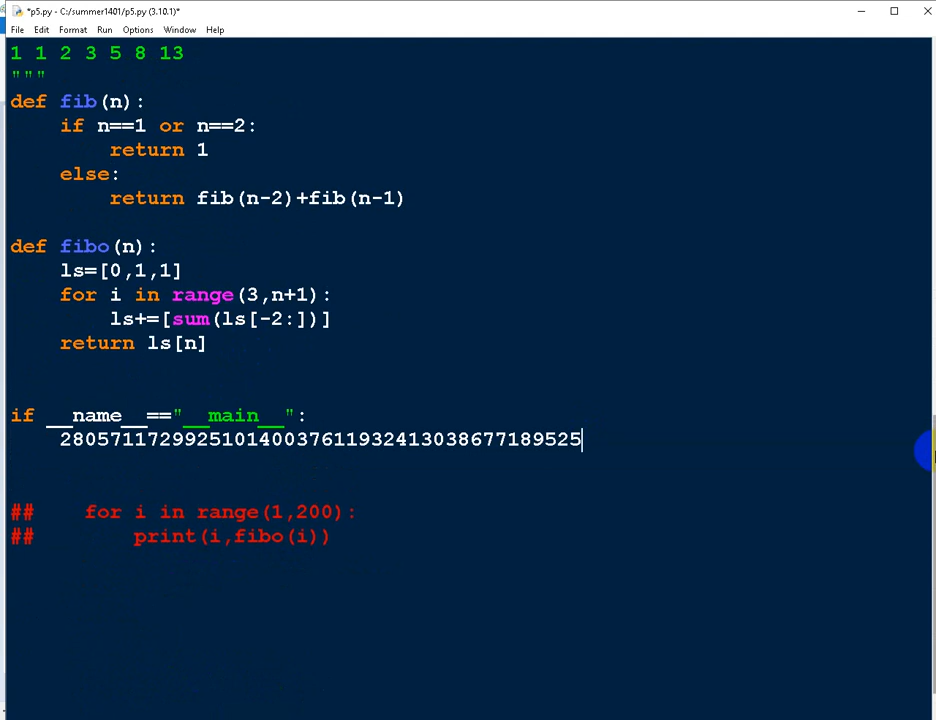 *p5.py - C:/summer1401/p5.py (3.10.1)*
File Edit Format Run Options Window Help
1 1 2 3 5 8 13
"""
def fib(n):
    if n==1 or n==2:
        return 1
    else:
        return fib(n-2)+fib(n-1)
def fibo(n):
    ls=[0,1,1]
    for i in range(3,n+1):
        ls+=[sum(ls[-2:])]
    return ls[n]
if __name__=="__main__":
    280571172992510140037611932413038677189525
##    for i in range(1,200):
##        print(i,fibo(i))